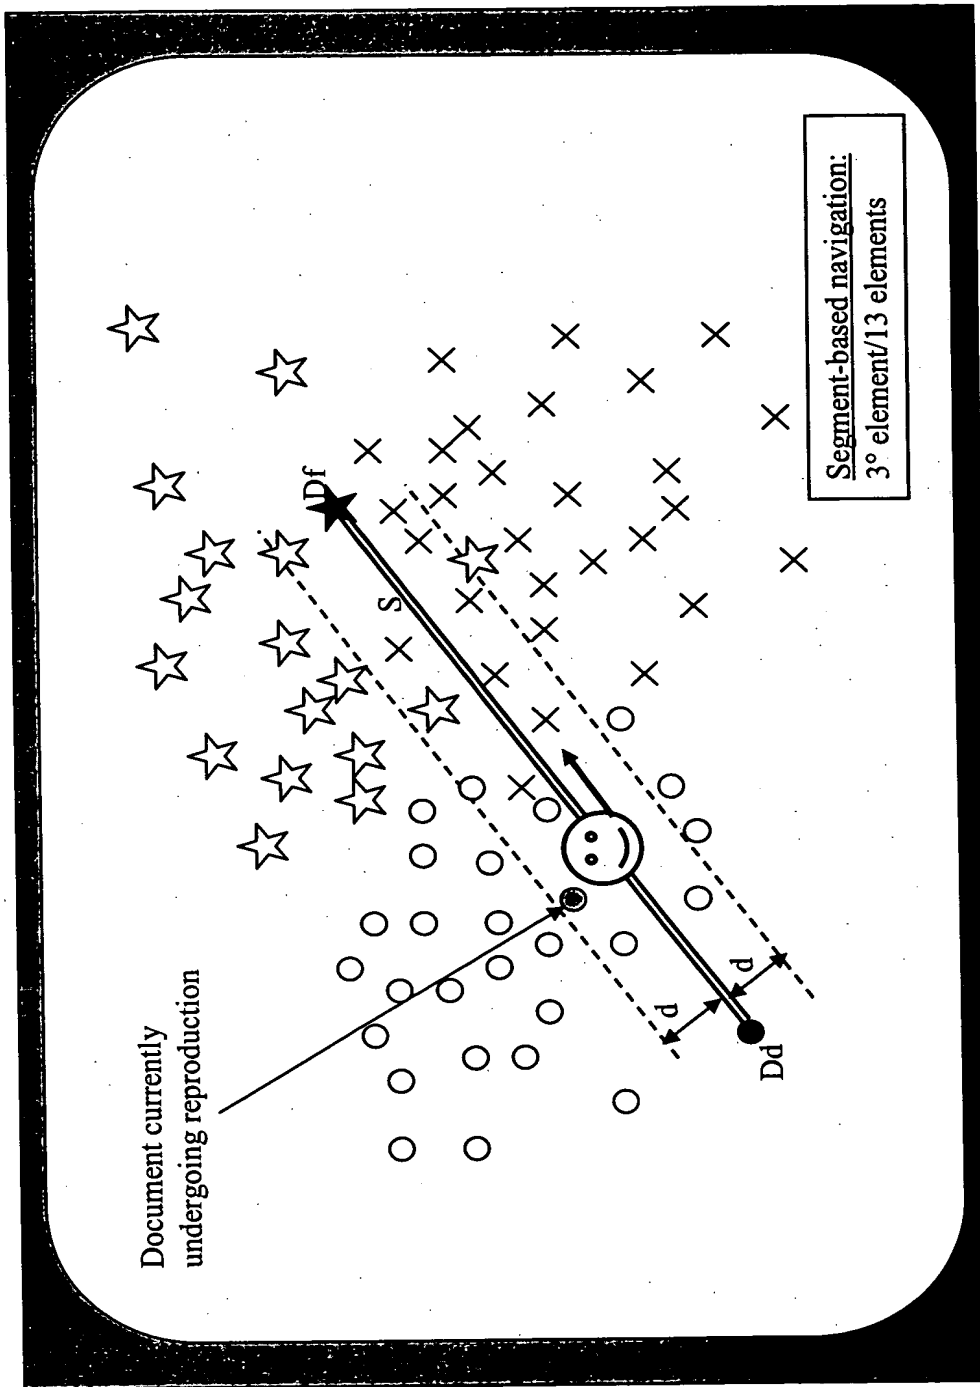 Document currently
undergoing reproduction
Df
S
d
d
Dd
Segment-based navigation:
3° element/13 elements